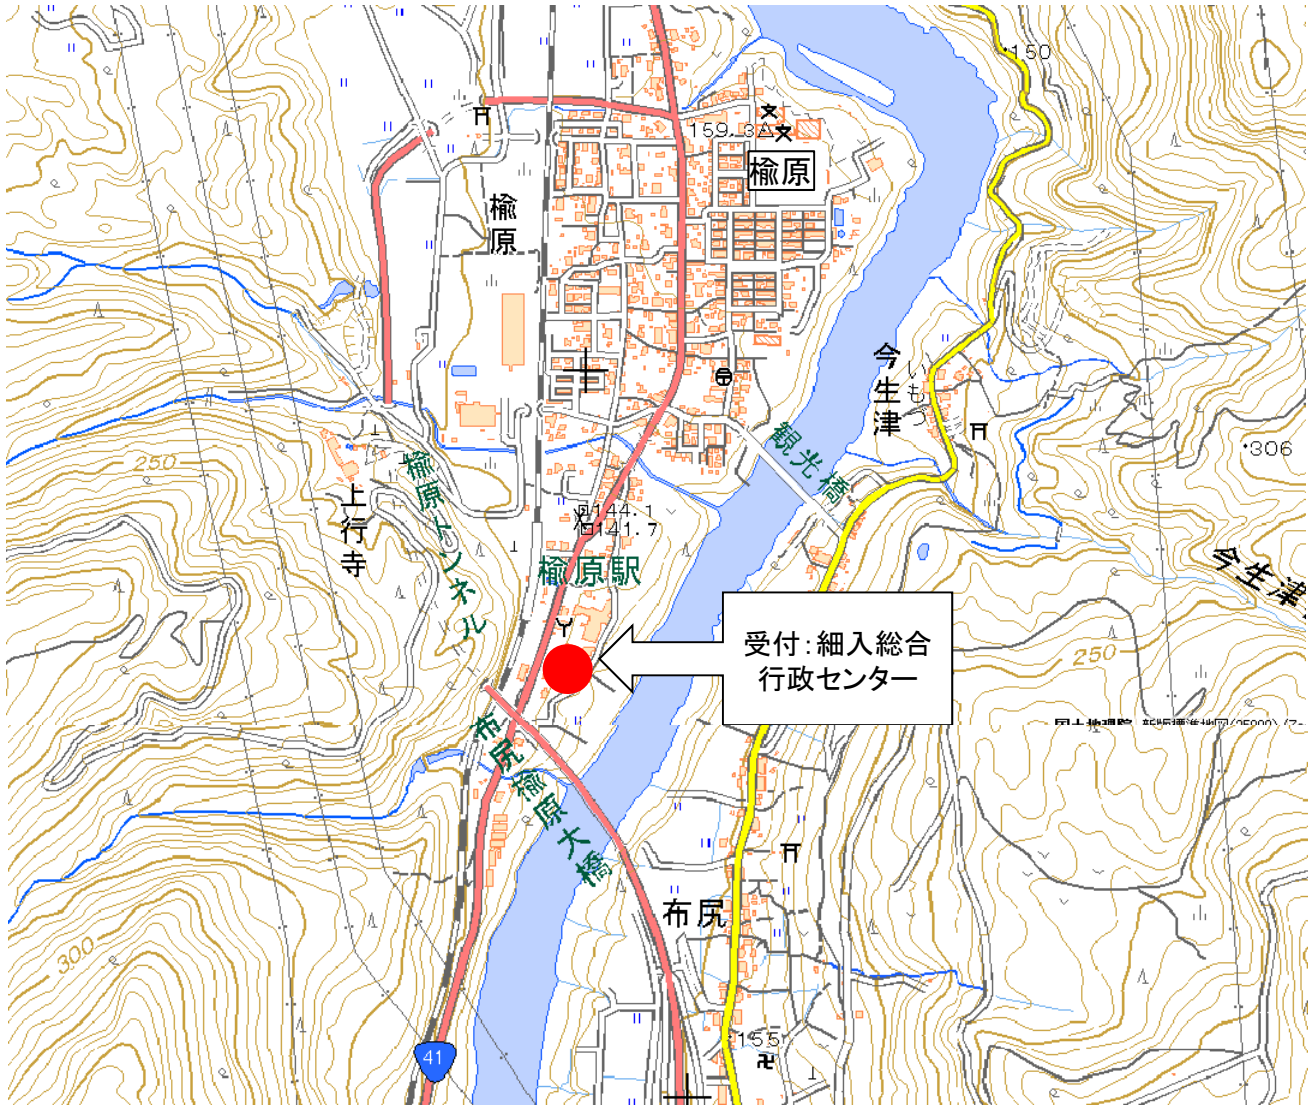 150
159.3
楡原
楡原
今生津
いもづ
観光橋
306
250
上行寺
楡原トンネル
144.1
141.7
楡原駅
今生津
受付：細入総合
行政センター
250
布尻楡原大橋
布尻
300
41
155